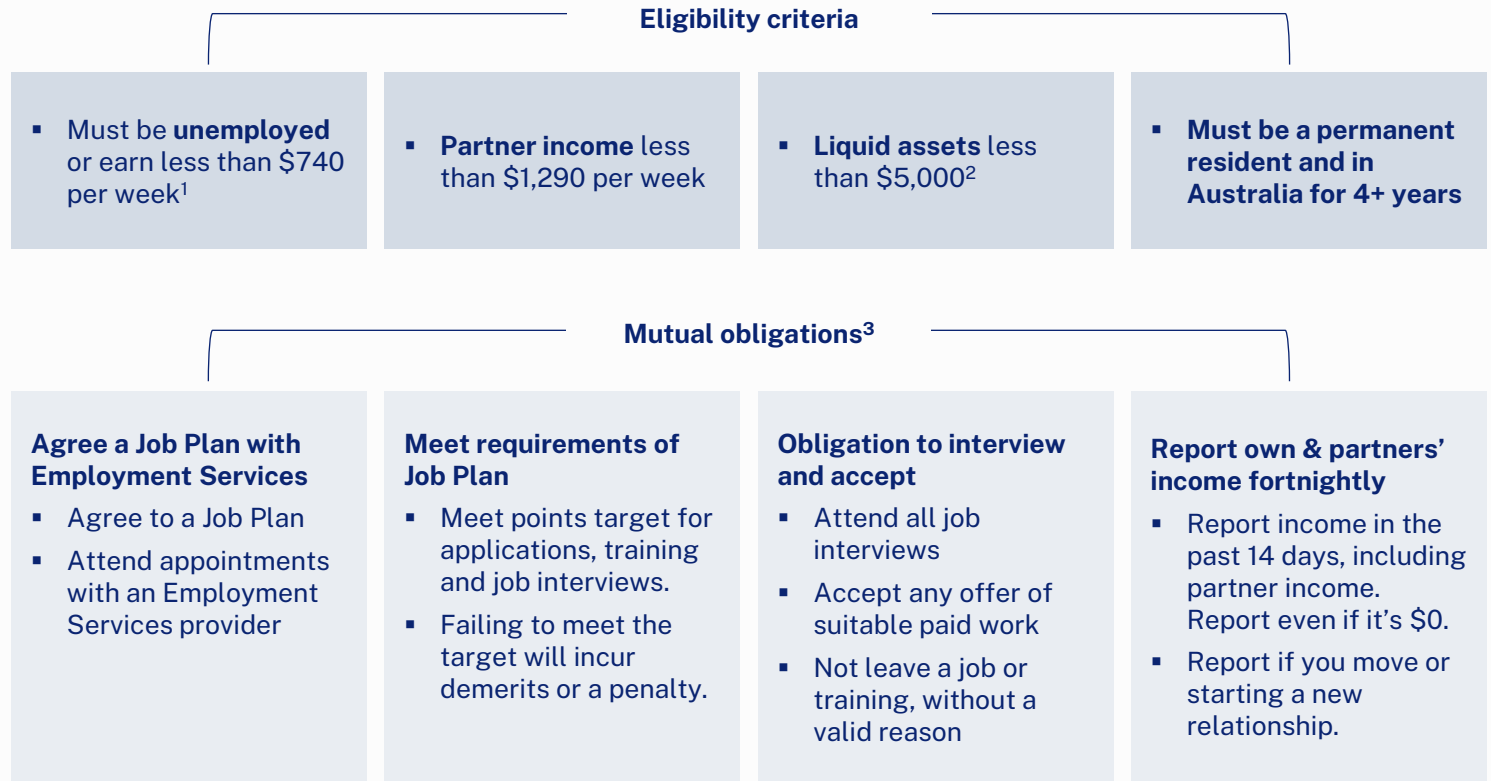 Eligibility criteria
▪ Must be unemployed
or earn less than $740
per week¹
▪ Partner income less
than $1,290 per week
▪ Liquid assets less
than $5,000²
▪ Must be a permanent
resident and in
Australia for 4+ years
Mutual obligations³
Agree a Job Plan with
Employment Services
▪ Agree to a Job Plan
▪ Attend appointments
with an Employment
Services provider
Meet requirements of
Job Plan
▪ Meet points target for
applications, training
and job interviews.
▪ Failing to meet the
target will incur
demerits or a penalty.
Obligation to interview
and accept
▪ Attend all job
interviews
▪ Accept any offer of
suitable paid work
▪ Not leave a job or
training, without a
valid reason
Report own & partners’
income fortnightly
▪ Report income in the
past 14 days, including
partner income.
Report even if it’s $0.
▪ Report if you move or
starting a new
relationship.